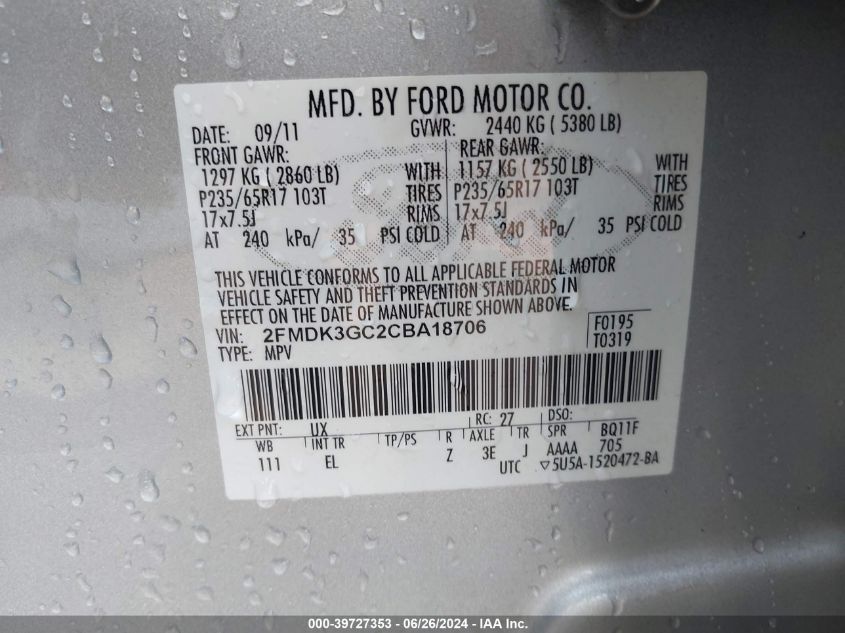 MFD. BY FORD MOTOR CO.
DATE: 09/11 GVWR: 2440 KG ( 5380 LB)
FRONT GAWR: REAR GAWR:
1297 KG ( 2860 LB) WITH 1157 KG ( 2550 LB) WITH
P235/65R17 103T TIRES P235/65R17 103T TIRES
17x7.5J RIMS 17x7.5J RIMS
AT 240 kPa/ 35 PSI COLD AT 240 kPa/ 35 PSI COLD
THIS VEHICLE CONFORMS TO ALL APPLICABLE FEDERAL MOTOR
VEHICLE SAFETY AND THEFT PREVENTION STANDARDS IN
EFFECT ON THE DATE OF MANUFACTURE SHOWN ABOVE.
VIN: 2FMDK3GC2CBA18706 F0195
TYPE: MPV T0319
EXT PNT: UX RC: 27 DSO:
WB INT TR TP/PS R AXLE TR SPR BQ11F
111 EL Z 3E J AAAA 705
UTC ▽5U5A-1520472-BA
000-39727353 - 06/26/2024 - IAA Inc.